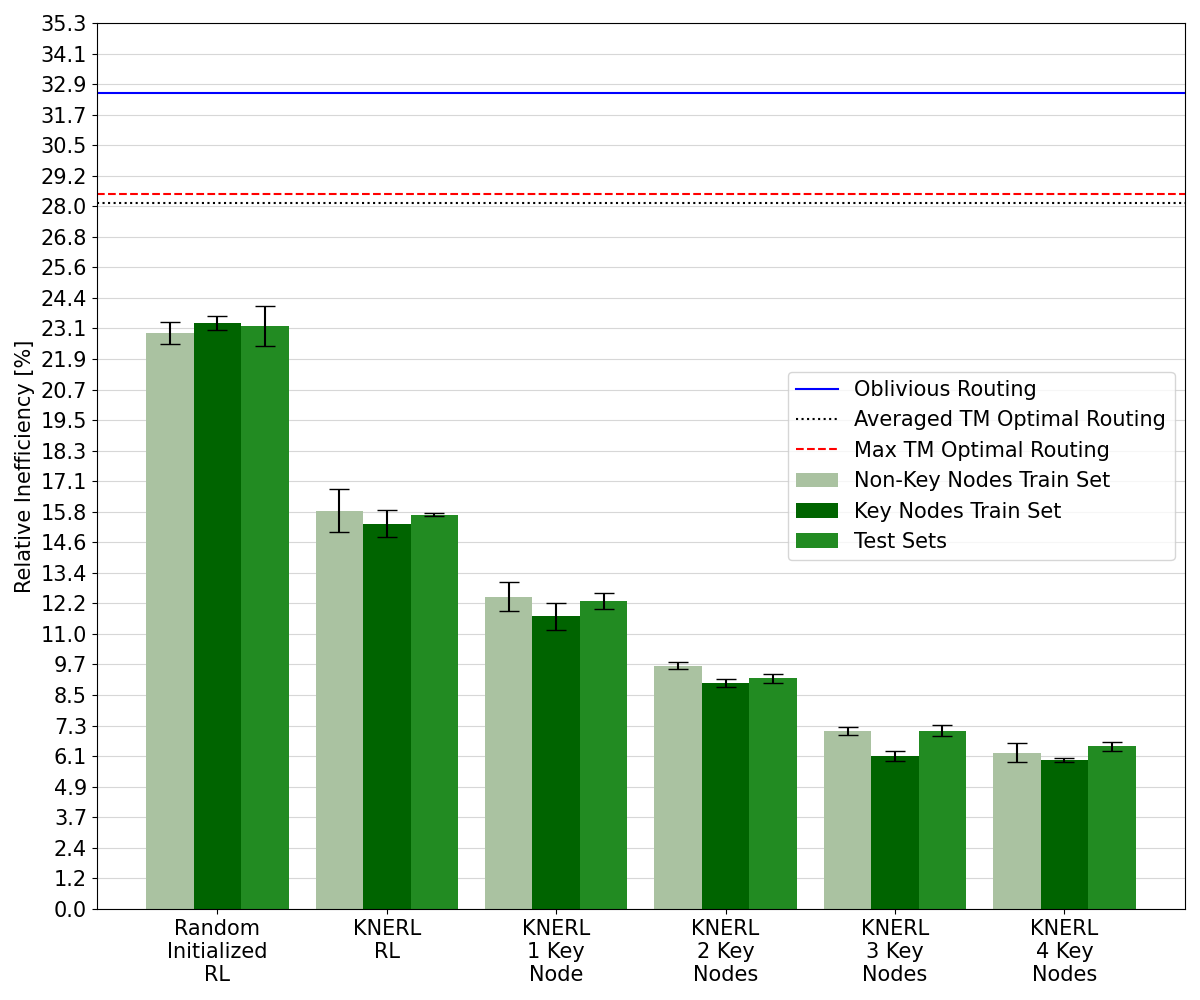 35.3
34.1
32.9
31.7
30.5
29.2
28.0
26.8
25.6
24.4
23.1
21.9
20.7
19.5
18.3
17.1
15.8
14.6
13.4
12.2
11.0
9.7
8.5
7.3
6.1
4.9
3.7
2.4
1.2
0.0
Relative Inefficiency [%]
Oblivious Routing
Averaged TM Optimal Routing
Max TM Optimal Routing
Non-Key Nodes Train Set
Key Nodes Train Set
Test Sets
Random
Initialized
RL
KNERL
RL
KNERL
1 Key
Node
KNERL
2 Key
Nodes
KNERL
3 Key
Nodes
KNERL
4 Key
Nodes